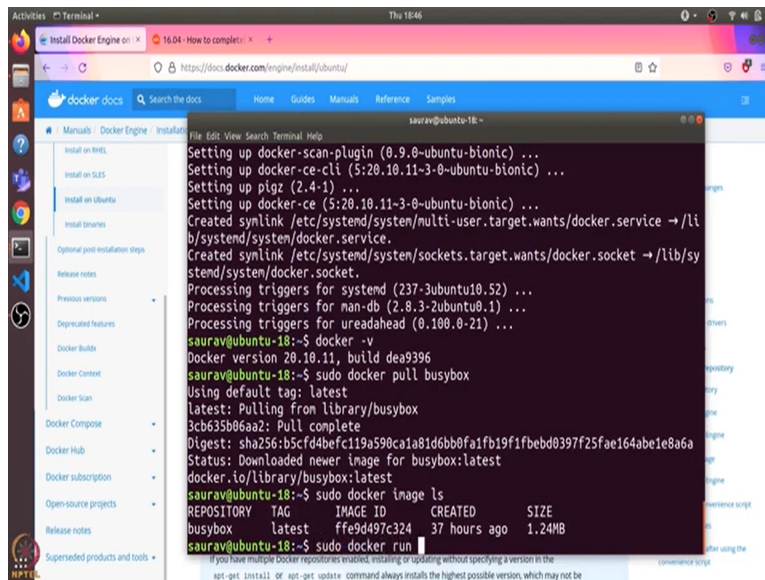 Activities
Terminal
Thu 18:46
Install Docker Engine on
16.04 - How to complete
https://docs.docker.com/engine/install/ubuntu/
docker docs
Search the docs
Home Guides Manuals Reference Samples
Manuals / Docker Engine /
saurav@ubuntu-18: ~
File Edit View Search Terminal Help
Install on RHEL
Install on SLES
Install on Ubuntu
Install binaries
Optional post-installation steps
Release notes
Previous versions
Deprecated features
Docker Buildx
Docker Context
Docker Scan
Docker Compose
Docker Hub
Docker subscription
Open-source projects
Release notes
Superseded products and tools
Setting up docker-scan-plugin (0.9.0~ubuntu-bionic) ...
Setting up docker-ce-cli (5:20.10.11~3-0~ubuntu-bionic) ...
Setting up pigz (2.4-1) ...
Setting up docker-ce (5:20.10.11~3-0~ubuntu-bionic) ...
Created symlink /etc/systemd/system/multi-user.target.wants/docker.service → /li
b/systemd/system/docker.service.
Created symlink /etc/systemd/system/sockets.target.wants/docker.socket → /lib/sy
stemd/system/docker.socket.
Processing triggers for systemd (237-3ubuntu10.52) ...
Processing triggers for man-db (2.8.3-2ubuntu0.1) ...
Processing triggers for ureadahead (0.100.0-21) ...
saurav@ubuntu-18:~$ docker -v
Docker version 20.10.11, build dea9396
saurav@ubuntu-18:~$ sudo docker pull busybox
Using default tag: latest
latest: Pulling from library/busybox
3cb635b06aa2: Pull complete
Digest: sha256:b5cfd4befc119a590ca1a81d6bb0fa1fb19f1fbebd0397f25fae164abe1e8a6a
Status: Downloaded newer image for busybox:latest
docker.io/library/busybox:latest
saurav@ubuntu-18:~$ sudo docker image ls
REPOSITORY TAG IMAGE ID CREATED SIZE
busybox latest ffe9d497c324 37 hours ago 1.24MB
saurav@ubuntu-18:~$ sudo docker run
If you have multiple Docker repositories enabled, installing or updating without specifying a version in the
apt-get install or apt-get update command always installs the highest possible version, which may not be
after using the
convenience script
NPTEL